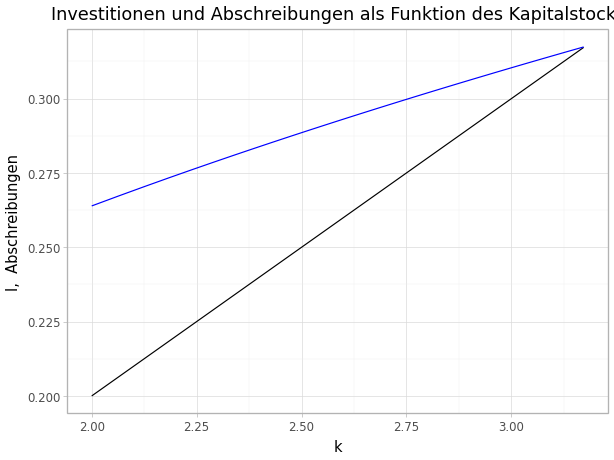 Investitionen und Abschreibungen als Funktion des Kapitalstock
I,  Abschreibungen
0.300
0.275
0.250
0.225
0.200
2.00 2.25 2.50 2.75 3.00
k